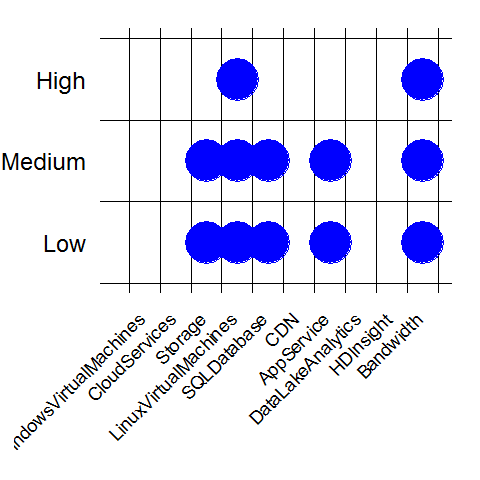 High
Medium
Low
ndowsVirtualMachines
CloudServices
Storage
LinuxVirtualMachines
SQLDatabase
CDN
AppService
DataLakeAnalytics
HDInsight
Bandwidth